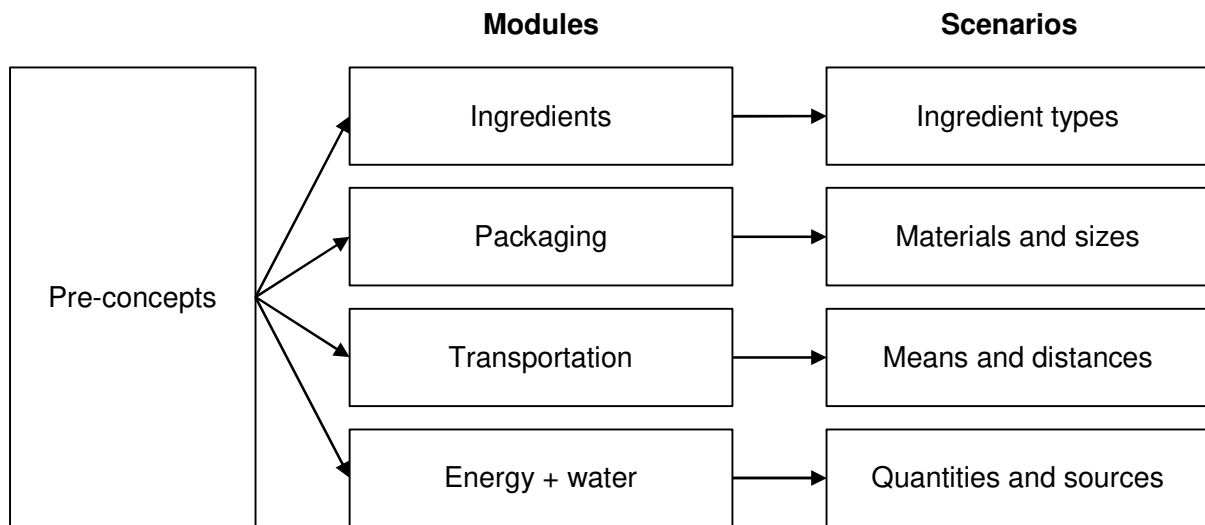 Modules
Scenarios
Pre-concepts
Ingredients
Ingredient types
Packaging
Materials and sizes
Transportation
Means and distances
Energy + water
Quantities and sources